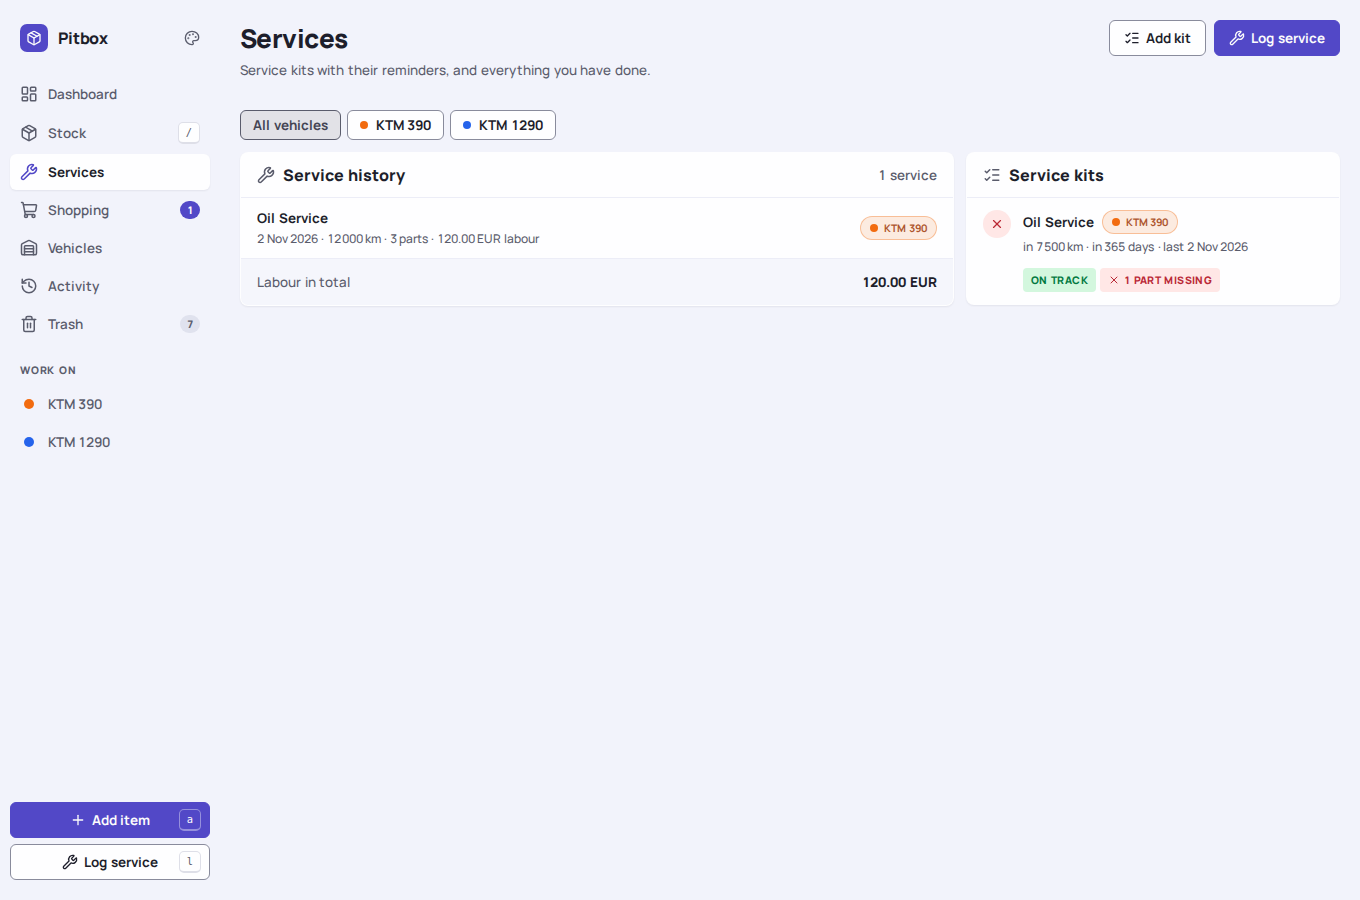 Pitbox
Dashboard
Stock /
Services
Shopping 1
Vehicles
Activity
Trash 7
WORK ON
KTM 390
KTM 1290
Add item a
Log service l
Services
Service kits with their reminders, and everything you have done.
Add kit
Log service
All vehicles
KTM 390
KTM 1290
Service history
1 service
Oil Service
2 Nov 2026 · 12 000 km · 3 parts · 120.00 EUR labour
KTM 390
Labour in total
120.00 EUR
Service kits
Oil Service
KTM 390
in 7 500 km · in 365 days · last 2 Nov 2026
ON TRACK
1 PART MISSING